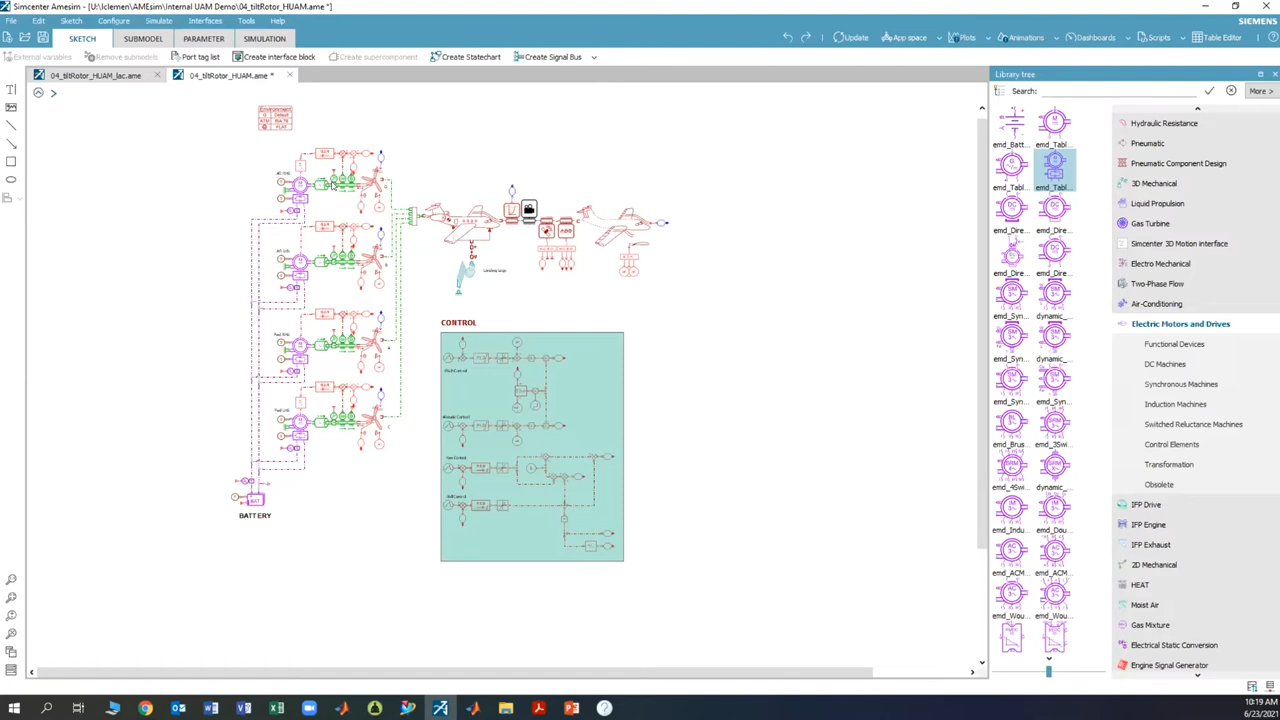 Simcenter Amesim - [U:\lclemen\AMEsim\Internal UAM Demo\04_tiltRotor_HUAM.ame *]
File Edit Sketch Configure Simulate Interfaces Tools Help
SIEMENS
SKETCH SUBMODEL PARAMETER SIMULATION
Update App space Plots Animations Dashboards Scripts Table Editor
External variables Remove submodels Port tag list Create interface block Create supercomponent Create Statechart Create Signal Bus
04_tiltRotor_HUAM_lac.ame 04_tiltRotor_HUAM.ame *
Library tree
Search: More >
Environment
Default
FLAT
CONTROL
BAT
BATTERY
emd_Batt... emd_Tabl...
emd_Tabl... emd_Tabl...
emd_Dire... emd_Dire...
emd_Dire... emd_Dire...
emd_Syn... dynamic_...
emd_Syn... dynamic_...
emd_Syn... dynamic_...
emd_Brus... emd_3Swi...
emd_4Swi... dynamic_...
emd_Indu... emd_Dou...
emd_ACM... emd_ACM...
emd_Wou... emd_Wou...
Hydraulic Resistance
Pneumatic
Pneumatic Component Design
3D Mechanical
Liquid Propulsion
Gas Turbine
Simcenter 3D Motion interface
Electro Mechanical
Two-Phase Flow
Air-Conditioning
Electric Motors and Drives
Functional Devices
DC Machines
Synchronous Machines
Induction Machines
Switched Reluctance Machines
Control Elements
Transformation
Obsolete
IFP Drive
IFP Engine
IFP Exhaust
2D Mechanical
HEAT
Moist Air
Gas Mixture
Electrical Static Conversion
Engine Signal Generator
10:19 AM
6/23/2021